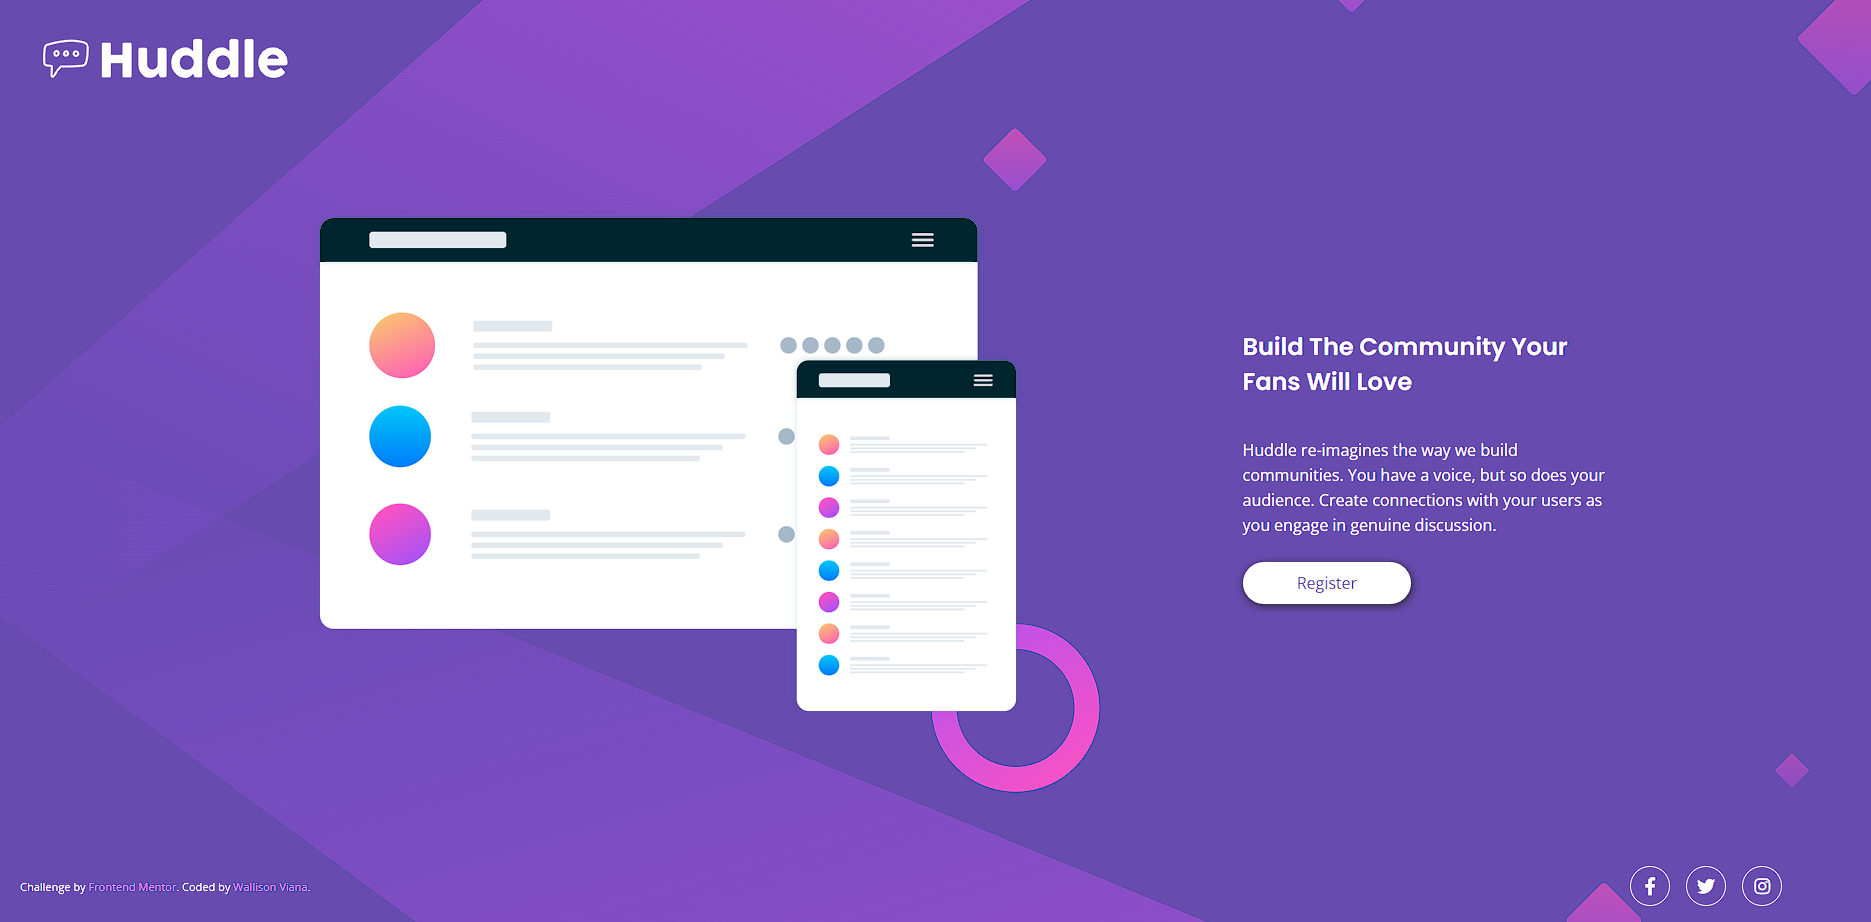 Huddle
Build The Community Your
Fans Will Love
Huddle re-imagines the way we build
communities. You have a voice, but so does your
audience. Create connections with your users as
you engage in genuine discussion.
Register
Challenge by Frontend Mentor. Coded by Wallison Viana.